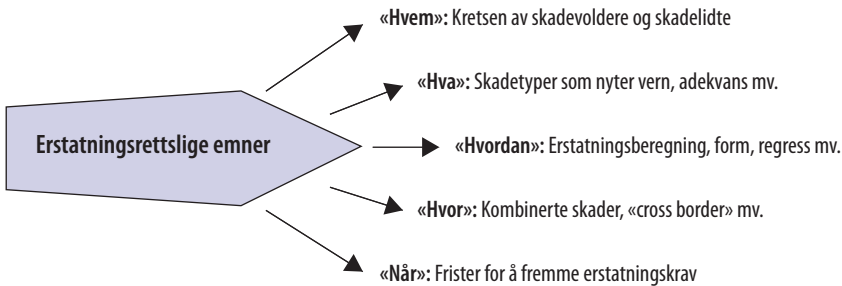 «Hvem»: Kretsen av skadevoldere og skadelidte
«Hva»: Skadetyper som nyter vern, adekvans mv.
Erstatningsrettslige emner
«Hvordan»: Erstatningsberegning, form, regress mv.
«Hvor»: Kombinerte skader, «cross border» mv.
«Når»: Frister for å fremme erstatningskrav